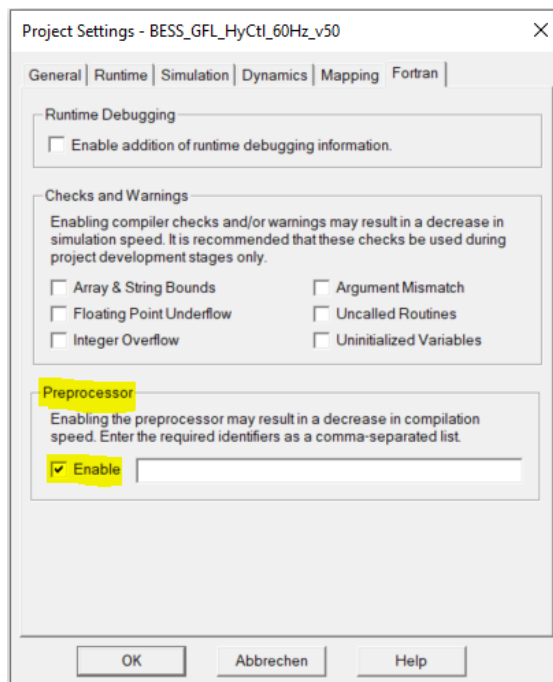 Project Settings - BESS_GFL_HyCtl_60Hz_v50
General Runtime Simulation Dynamics Mapping Fortran
Runtime Debugging
Enable addition of runtime debugging information.
Checks and Warnings
Enabling compiler checks and/or warnings may result in a decrease in
simulation speed. It is recommended that these checks be used during
project development stages only.
Array & String Bounds Argument Mismatch
Floating Point Underflow Uncalled Routines
Integer Overflow Uninitialized Variables
Preprocessor
Enabling the preprocessor may result in a decrease in compilation
speed. Enter the required identifiers as a comma-separated list.
Enable
OK Abbrechen Help